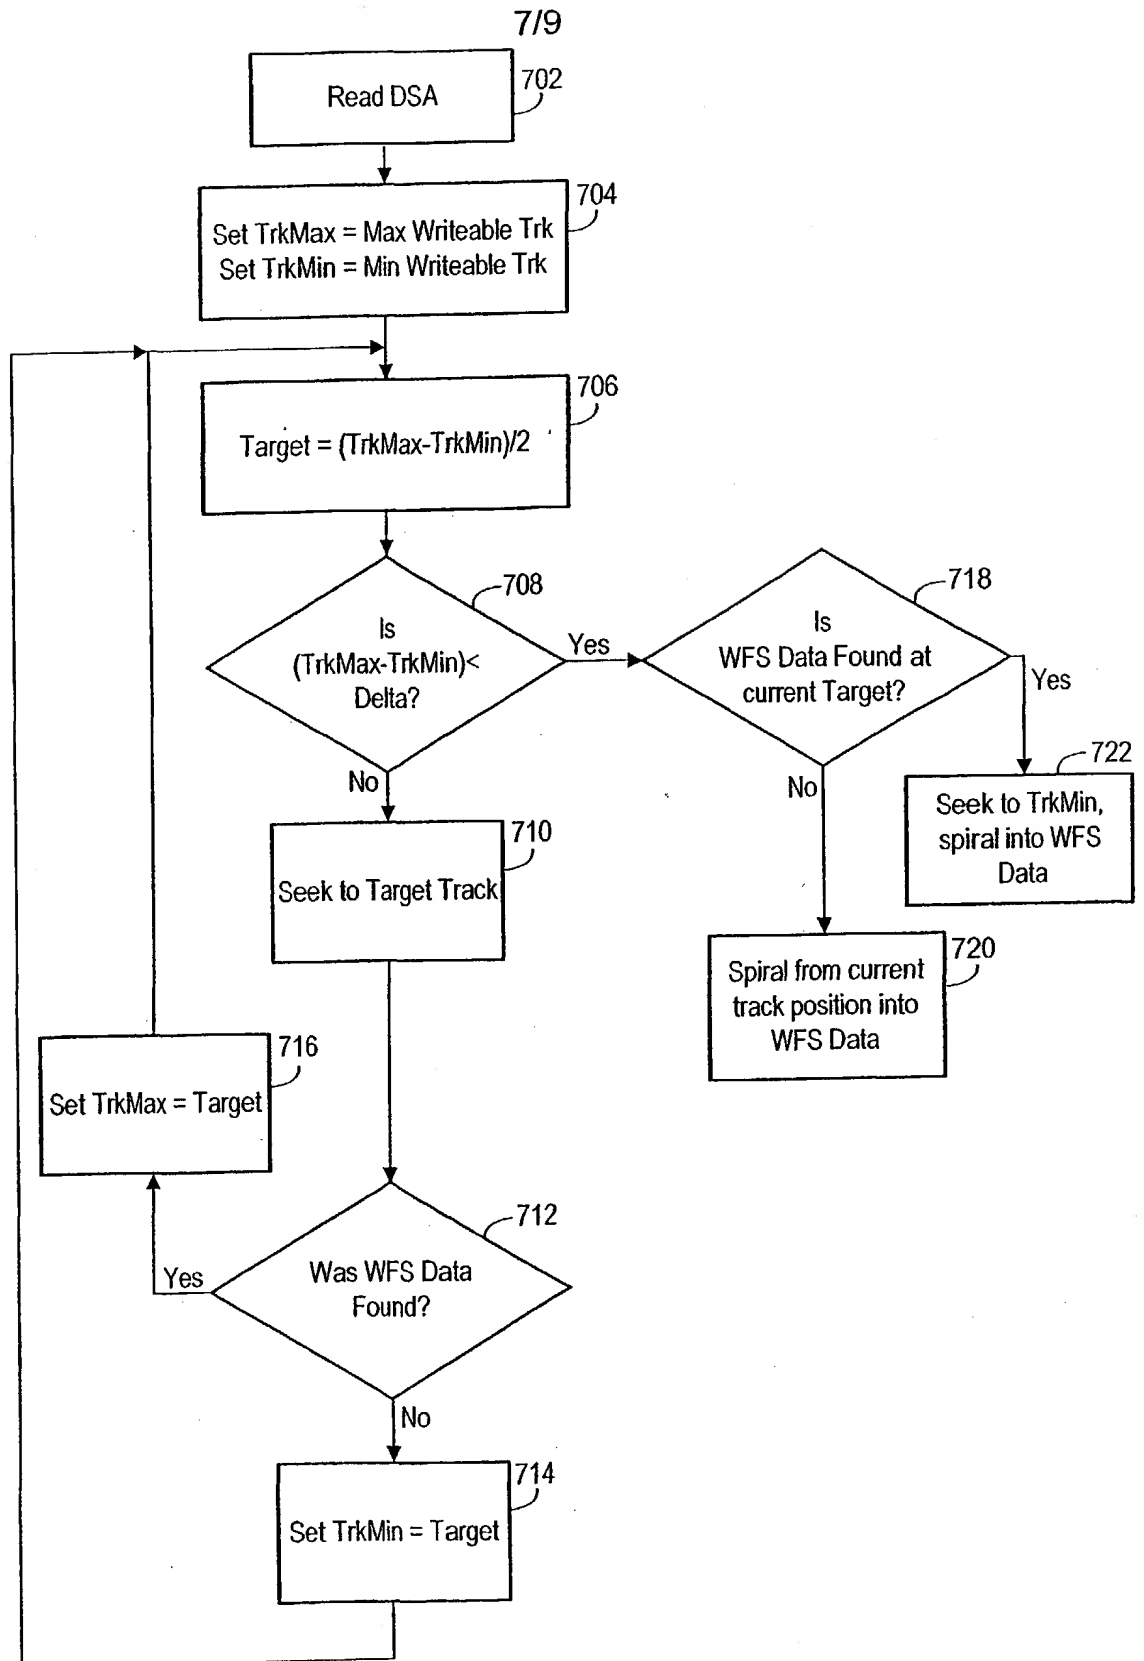 7/9
Read DSA
702
Set TrkMax = Max Writeable Trk
Set TrkMin = Min Writeable Trk
704
Target = (TrkMax-TrkMin)/2
706
Is
(TrkMax-TrkMin)<
Delta?
708
Yes
No
Is
WFS Data Found at
current Target?
718
Yes
No
Seek to TrkMin,
spiral into WFS
Data
722
Spiral from current
track position into
WFS Data
720
Seek to Target Track
710
Set TrkMax = Target
716
Was WFS Data
Found?
712
Yes
No
Set TrkMin = Target
714